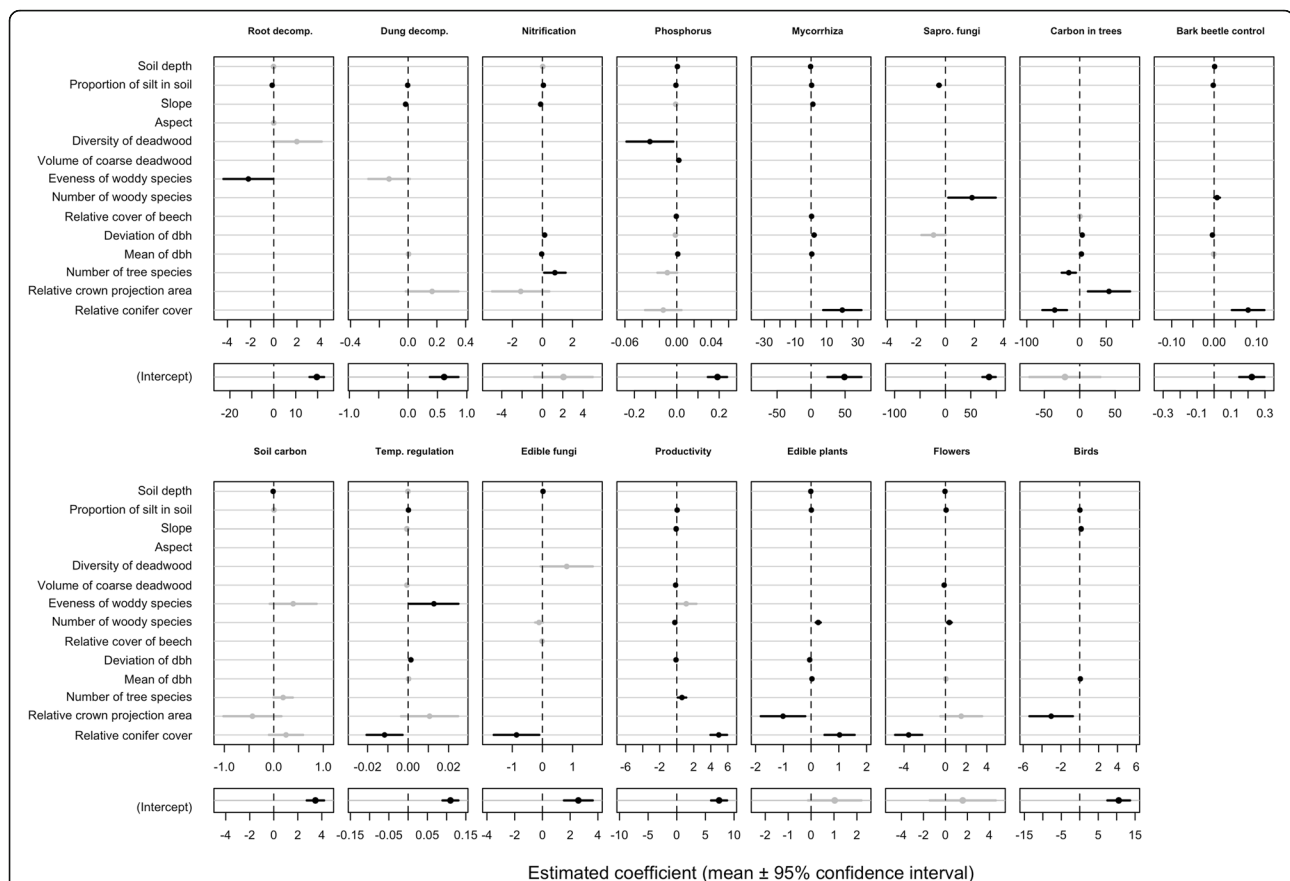 Root decomp. Dung decomp. Nitrification Phosphorus Mycorrhiza Sapro. fungi Carbon in trees Bark beetle control
Soil depth
Proportion of silt in soil
Slope
Aspect
Diversity of deadwood
Volume of coarse deadwood
Eveness of woddy species
Number of woody species
Relative cover of beech
Deviation of dbh
Mean of dbh
Number of tree species
Relative crown projection area
Relative conifer cover
-4 -2 0 2 4 -0.4 0.0 0.2 0.4 -2 0 2 -0.06 0.00 0.04 -30 -10 10 30 -4 -2 0 2 4 -100 0 50 -0.10 0.00 0.10
(Intercept)
-20 0 10 -1.0 0.0 0.5 1.0 -4 0 2 4 -0.2 0.0 0.2 -50 0 50 -100 0 50 -50 0 50 -0.3 -0.1 0.1 0.3
Soil carbon Temp. regulation Edible fungi Productivity Edible plants Flowers Birds
Soil depth
Proportion of silt in soil
Slope
Aspect
Diversity of deadwood
Volume of coarse deadwood
Eveness of woddy species
Number of woody species
Relative cover of beech
Deviation of dbh
Mean of dbh
Number of tree species
Relative crown projection area
Relative conifer cover
-1.0 0.0 1.0 -0.02 0.00 0.02 -1 0 1 -6 -2 0 2 4 6 -2 -1 0 1 2 -4 -2 0 2 4 -6 -2 0 2 4 6
(Intercept)
-4 -2 0 2 4 -0.15 -0.05 0.05 0.15 -4 -2 0 2 4 -10 -5 0 5 10 -2 -1 0 1 2 -4 -2 0 2 4 -15 -5 5 15
Estimated coefficient (mean ± 95% confidence interval)